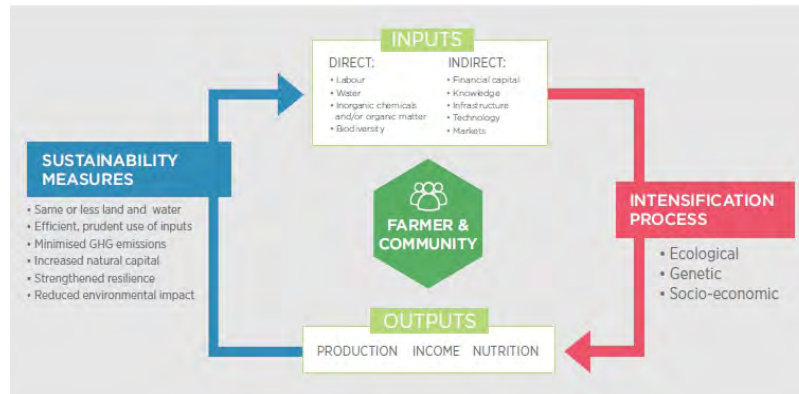 INPUTS
DIRECT:
• Labour
• Water
• Inorganic chemicals
and/or organic matter
• Biodiversity
INDIRECT:
• Financial capital
• Knowledge
• Infrastructure
• Technology
• Markets
SUSTAINABILITY
MEASURES
• Same or less land and water
• Efficient, prudent use of inputs
• Minimised GHG emissions
• Increased natural capital
• Strengthened resilience
• Reduced environmental impact
FARMER &
COMMUNITY
INTENSIFICATION
PROCESS
• Ecological
• Genetic
• Socio-economic
OUTPUTS
PRODUCTION INCOME NUTRITION